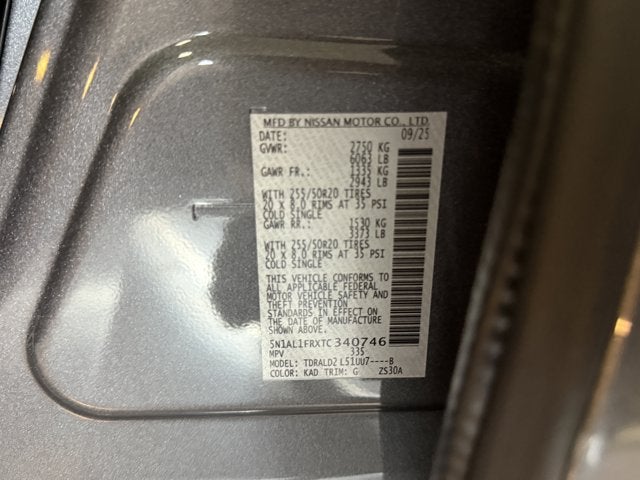 MFD BY NISSAN MOTOR CO., LTD.
DATE: 09/25
GVWR: 2750 KG
6063 LB
GAWR FR.: 1335 KG
2943 LB
WITH 255/50R20 TIRES
20 X 8.0 RIMS AT 35 PSI
COLD SINGLE
GAWR RR.: 1530 KG
3373 LB
WITH 255/50R20 TIRES
20 X 8.0 RIMS AT 35 PSI
COLD SINGLE
THIS VEHICLE CONFORMS TO
ALL APPLICABLE FEDERAL
MOTOR VEHICLE SAFETY AND
THEFT PREVENTION
STANDARDS IN EFFECT ON
THE DATE OF MANUFACTURE
SHOWN ABOVE.
5N1AL1FRXTC340746
MPV 335
MODEL: TDRALD2 L51UU7----B
COLOR: KAD TRIM: G ZS30A